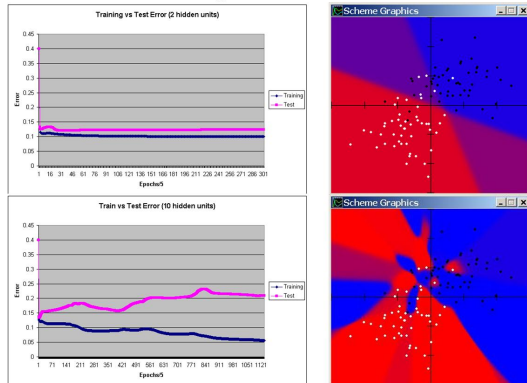 Training vs Test Error (2 hidden units)
0.45
0.4
0.35
0.3
0.25
0.2
0.15
0.1
0.05
0
Error
1 16 31 46 61 76 91 106 121 136 151 166 181 196 211 226 241 256 271 286 301
Epochs/5
Training
Test
Scheme Graphics
Train vs Test Error (10 hidden units)
0.45
0.4
0.35
0.3
0.25
0.2
0.15
0.1
0.05
0
Error
1 71 141 211 281 351 421 491 561 631 701 771 841 911 981 1051 1121
Epochs/5
Training
Test
Scheme Graphics